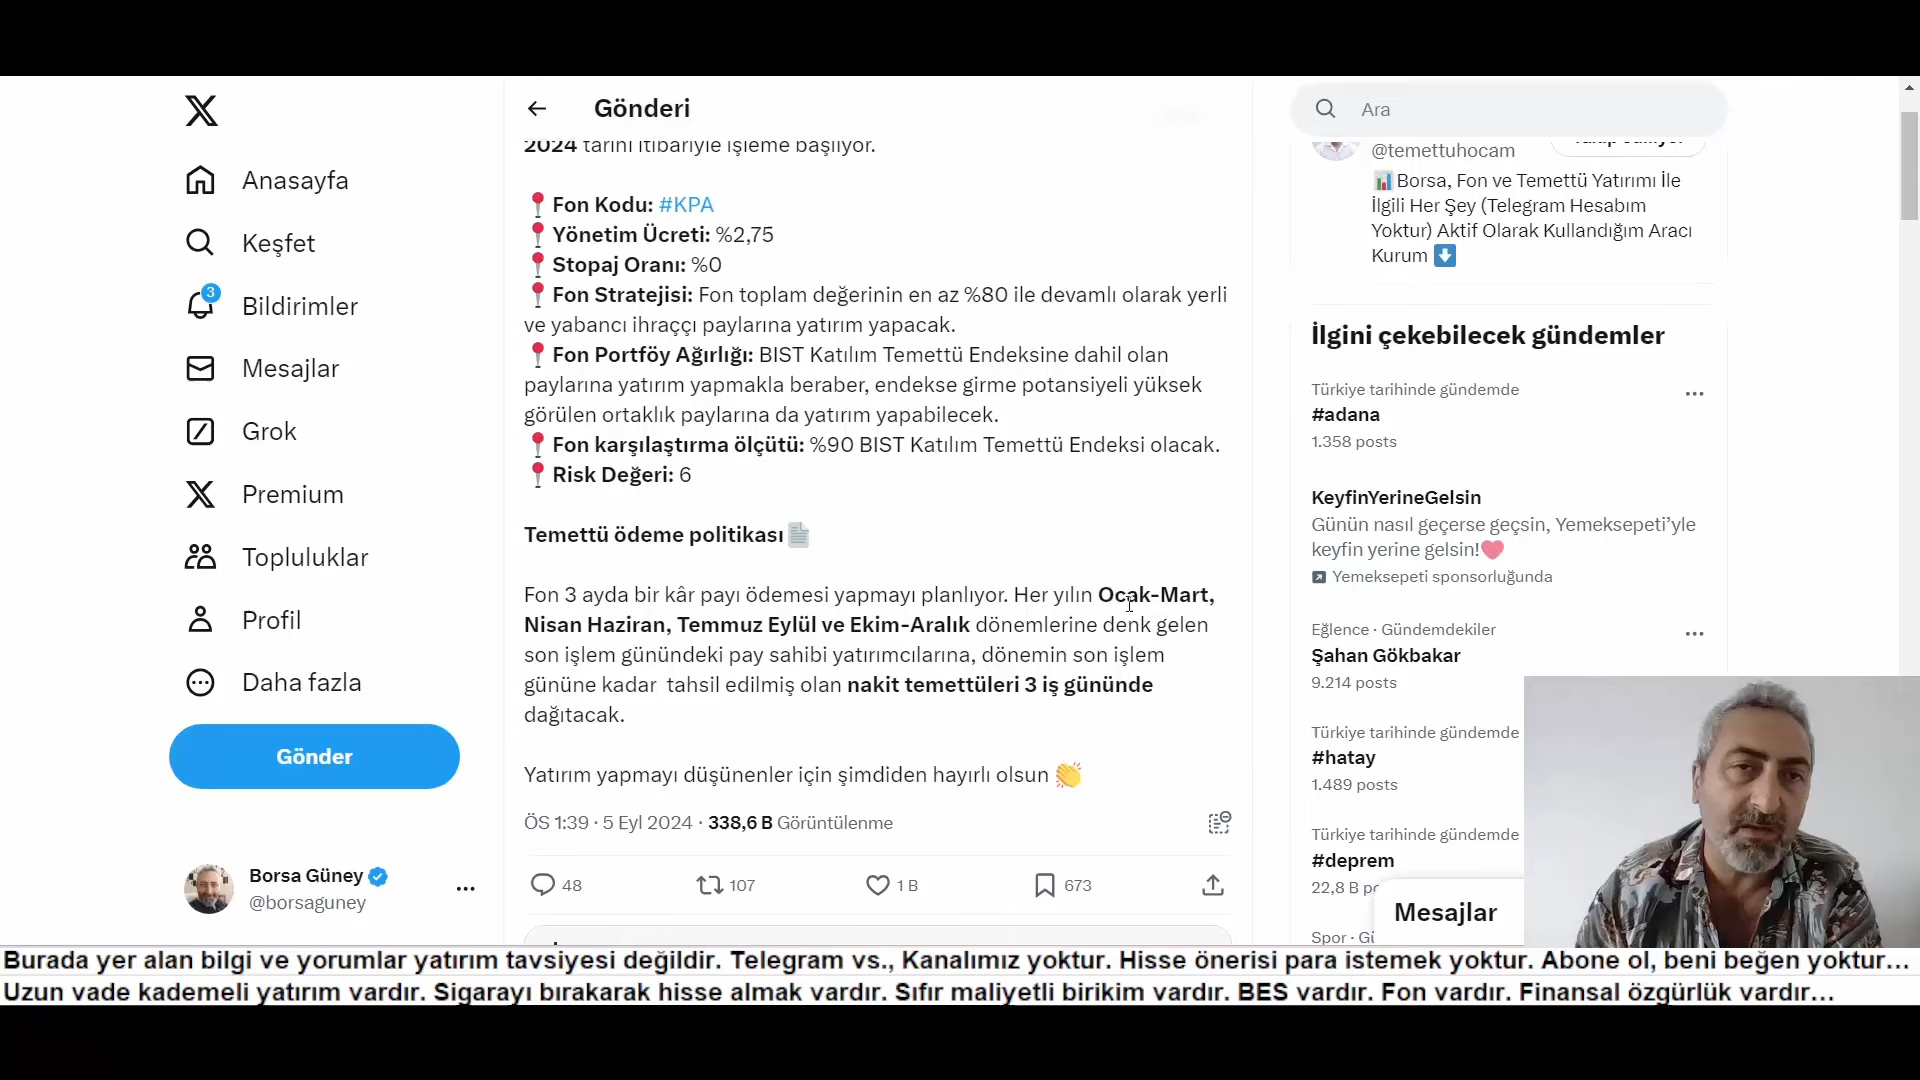 Anasayfa
Keşfet
3
Bildirimler
Mesajlar
Grok
Premium
Topluluklar
Profil
Daha fazla
Gönder
Borsa Güney
@borsaguney
Gönderi
2024 tarihi itibariyle işleme başlıyor.
Fon Kodu: #KPA
Yönetim Ücreti: %2,75
Stopaj Oranı: %0
Fon Stratejisi: Fon toplam değerinin en az %80 ile devamlı olarak yerli
ve yabancı ihraççı paylarına yatırım yapacak.
Fon Portföy Ağırlığı: BIST Katılım Temettü Endeksine dahil olan
paylarına yatırım yapmakla beraber, endekse girme potansiyeli yüksek
görülen ortaklık paylarına da yatırım yapabilecek.
Fon karşılaştırma ölçütü: %90 BIST Katılım Temettü Endeksi olacak.
Risk Değeri: 6
Temettü ödeme politikası
Fon 3 ayda bir kâr payı ödemesi yapmayı planlıyor. Her yılın Ocak-Mart,
Nisan Haziran, Temmuz Eylül ve Ekim-Aralık dönemlerine denk gelen
son işlem günündeki pay sahibi yatırımcılarına, dönemin son işlem
gününe kadar tahsil edilmiş olan nakit temettüleri 3 iş gününde
dağıtacak.
Yatırım yapmayı düşünenler için şimdiden hayırlı olsun
ÖS 1:39 · 5 Eyl 2024 · 338,6 B Görüntülenme
48 107 1 B 673
Ara
@temettuhocam
Borsa, Fon ve Temettü Yatırımı İle
İlgili Her Şey (Telegram Hesabım
Yoktur) Aktif Olarak Kullandığım Aracı
Kurum
İlgini çekebilecek gündemler
Türkiye tarihinde gündemde
#adana
1.358 posts
KeyfinYerineGelsin
Günün nasıl geçerse geçsin, Yemeksepeti’yle
keyfin yerine gelsin!
Yemeksepeti sponsorluğunda
Eğlence · Gündemdekiler
Şahan Gökbakar
9.214 posts
Türkiye tarihinde gündemde
#hatay
1.489 posts
Türkiye tarihinde gündemde
#deprem
22,8 B
Spor ·
Mesajlar
Burada yer alan bilgi ve yorumlar yatırım tavsiyesi değildir. Telegram vs., Kanalımız yoktur. Hisse önerisi para istemek yoktur. Abone ol, beni beğen yoktur...
Uzun vade kademeli yatırım vardır. Sigarayı bırakarak hisse almak vardır. Sıfır maliyetli birikim vardır. BES vardır. Fon vardır. Finansal özgürlük vardır...